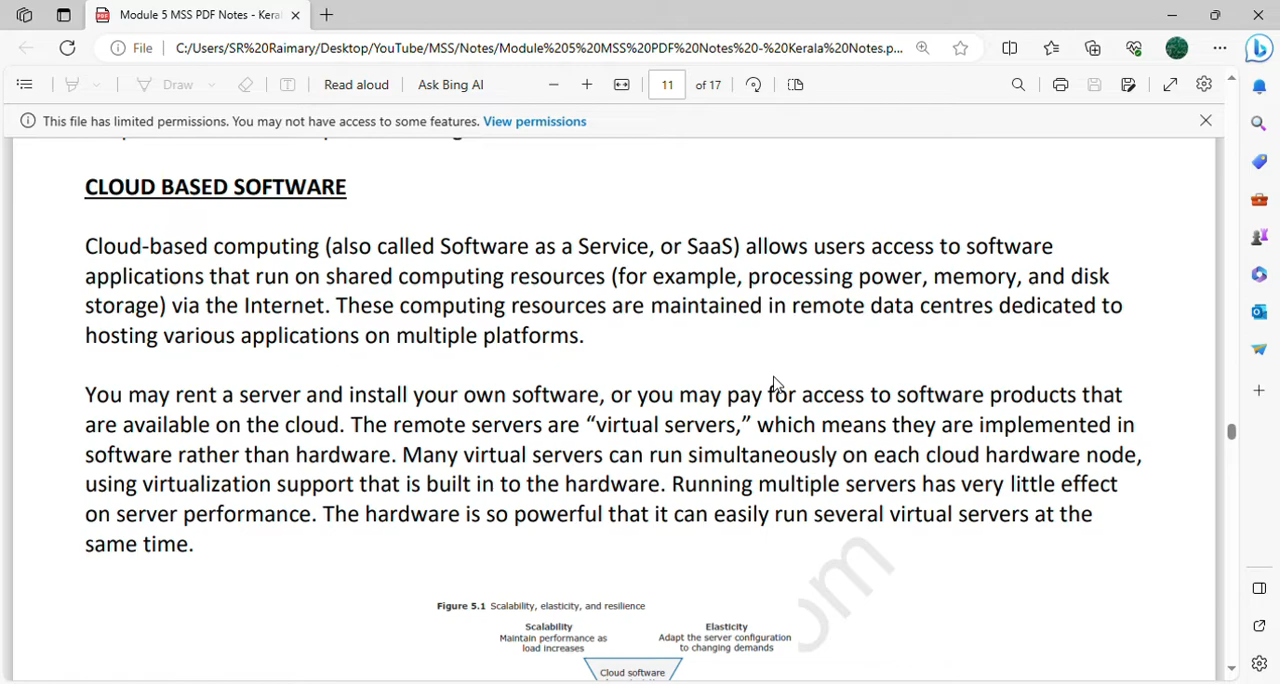 Module 5 MSS PDF Notes - Kera
File
C:/Users/SR%20Raimary/Desktop/YouTube/MSS/Notes/Module%205%20MSS%20PDF%20Notes%20-%20Kerala%20Notes.p...
Draw
Read aloud
Ask Bing AI
11 of 17
This file has limited permissions. You may not have access to some features. View permissions
CLOUD BASED SOFTWARE
Cloud-based computing (also called Software as a Service, or SaaS) allows users access to software
applications that run on shared computing resources (for example, processing power, memory, and disk
storage) via the Internet. These computing resources are maintained in remote data centres dedicated to
hosting various applications on multiple platforms.
You may rent a server and install your own software, or you may pay for access to software products that
are available on the cloud. The remote servers are “virtual servers,” which means they are implemented in
software rather than hardware. Many virtual servers can run simultaneously on each cloud hardware node,
using virtualization support that is built in to the hardware. Running multiple servers has very little effect
on server performance. The hardware is so powerful that it can easily run several virtual servers at the
same time.
om
Figure 5.1 Scalability, elasticity, and resilience
Scalability
Maintain performance as
load increases
Elasticity
Adapt the server configuration
to changing demands
Cloud software